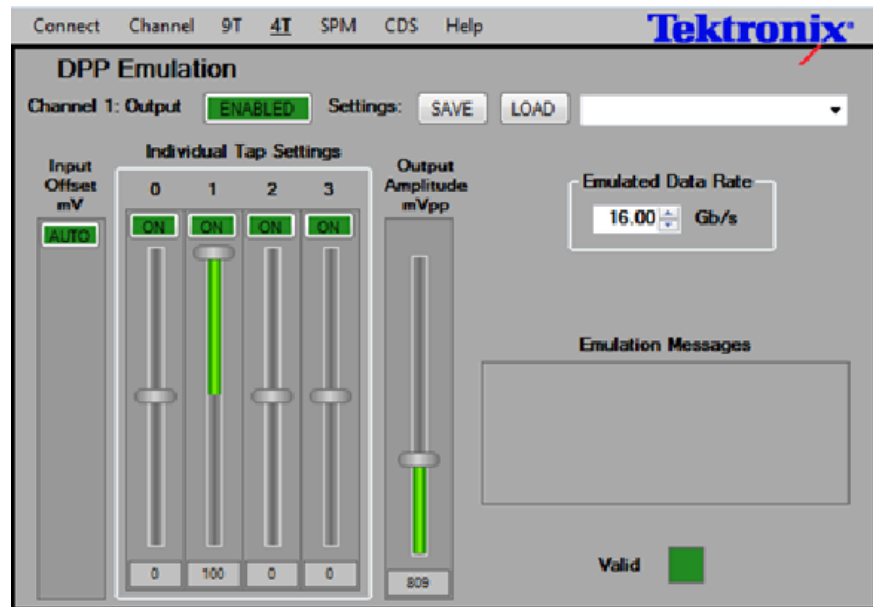 Connect Channel 9T 4T SPM CDS Help
Tektronix
DPP Emulation
Channel 1: Output ENABLED Settings: SAVE LOAD
Input Offset mV
AUTO
Individual Tap Settings
0 1 2 3
ON ON ON ON
0 100 0 0
Output Amplitude mVpp
809
Emulated Data Rate
16.00 Gb/s
Emulation Messages
Valid